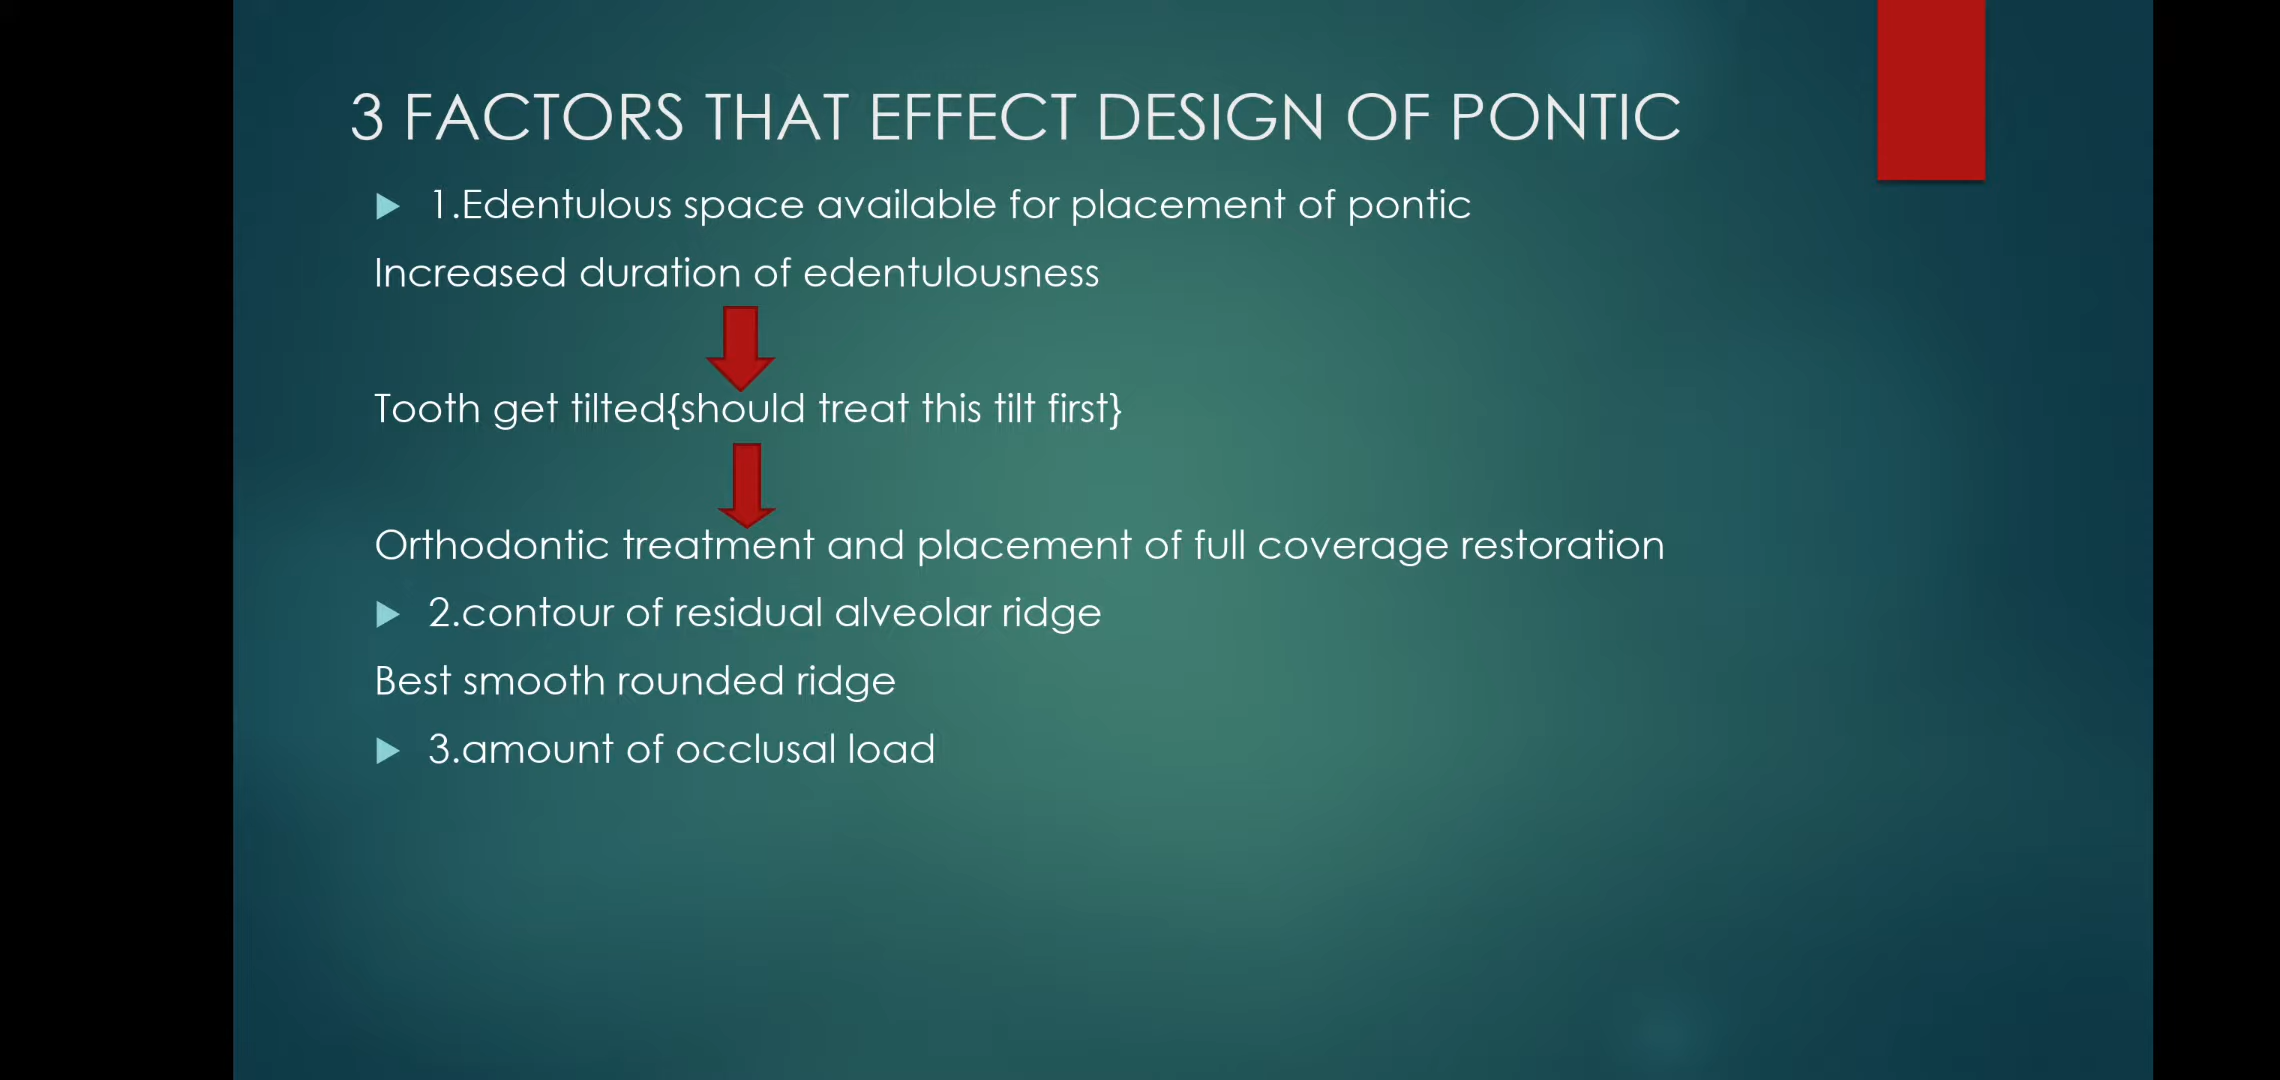 3 FACTORS THAT EFFECT DESIGN OF PONTIC
1.Edentulous space available for placement of pontic
Increased duration of edentulousness
Tooth get tilted{should treat this tilt first}
Orthodontic treatment and placement of full coverage restoration
2.contour of residual alveolar ridge
Best smooth rounded ridge
3.amount of occlusal load